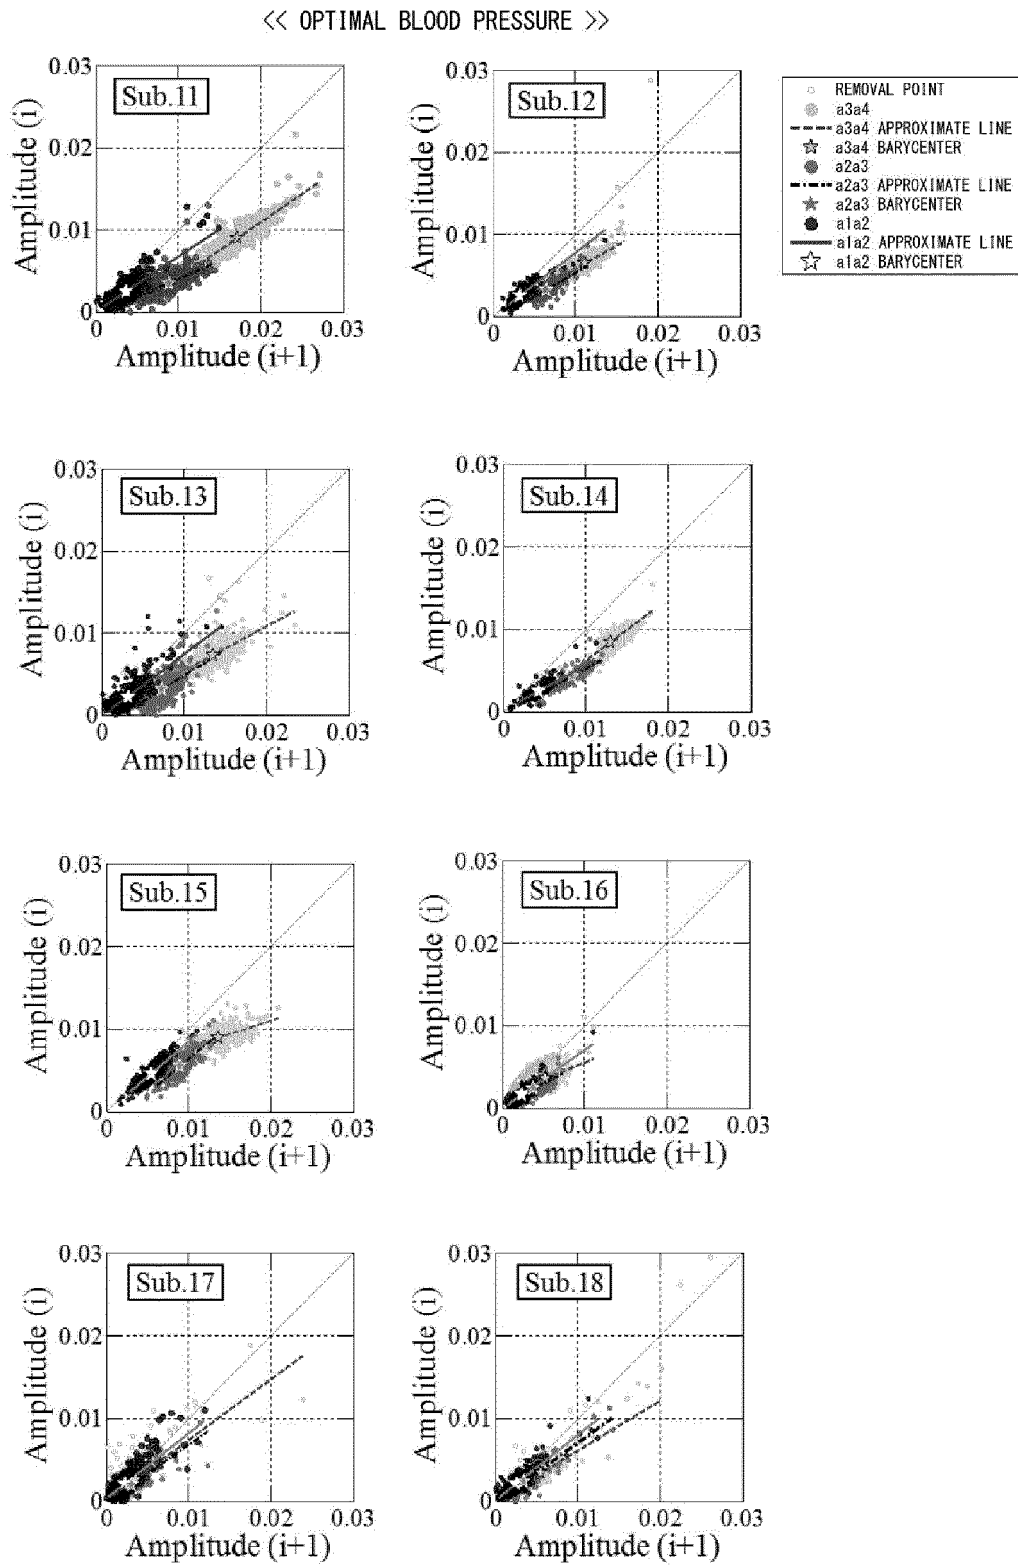 << OPTIMAL BLOOD PRESSURE >>
0.03
0.02
0.01
0
Amplitude (i)
Sub.11
0 0.01 0.02 0.03
Amplitude (i+1)
0.03
0.02
0.01
0
Amplitude (i)
Sub.12
0 0.01 0.02 0.03
Amplitude (i+1)
REMOVAL POINT
a3a4
a3a4 APPROXIMATE LINE
a3a4 BARYCENTER
a2a3
a2a3 APPROXIMATE LINE
a2a3 BARYCENTER
a1a2
a1a2 APPROXIMATE LINE
a1a2 BARYCENTER
0.03
0.02
0.01
0
Amplitude (i)
Sub.13
0 0.01 0.02 0.03
Amplitude (i+1)
0.03
0.02
0.01
0
Amplitude (i)
Sub.14
0 0.01 0.02 0.03
Amplitude (i+1)
0.03
0.02
0.01
0
Amplitude (i)
Sub.15
0 0.01 0.02 0.03
Amplitude (i+1)
0.03
0.02
0.01
0
Amplitude (i)
Sub.16
0 0.01 0.02 0.03
Amplitude (i+1)
0.03
0.02
0.01
0
Amplitude (i)
Sub.17
0 0.01 0.02 0.03
Amplitude (i+1)
0.03
0.02
0.01
0
Amplitude (i)
Sub.18
0 0.01 0.02 0.03
Amplitude (i+1)